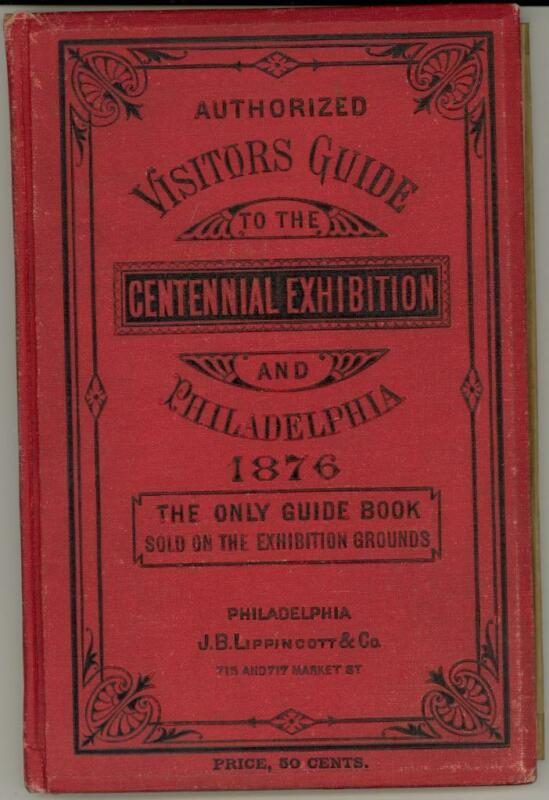 AUTHORIZED
VISITORS GUIDE
TO THE
CENTENNIAL EXHIBITION
AND
PHILADELPHIA
1876
THE ONLY GUIDE BOOK
SOLD ON THE EXHIBITION GROUNDS
PHILADELPHIA
J.B. LIPPINCOTT & CO.
715 AND 717 MARKET ST
PRICE, 50 CENTS.